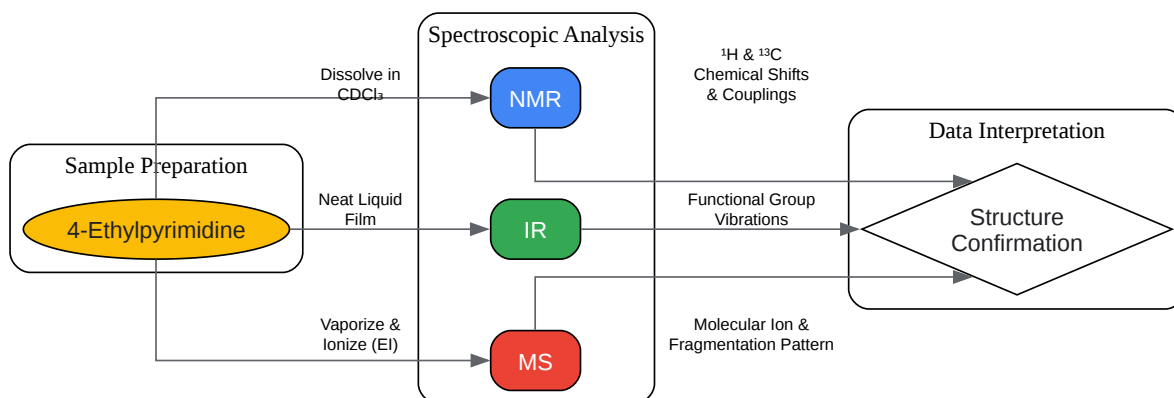 Spectroscopic Analysis
¹H & ¹³C
Chemical Shifts
& Couplings
Dissolve in
CDCl₃
NMR
Data Interpretation
Sample Preparation
4-Ethylpyrimidine
Neat Liquid
Film
IR
Functional Group
Vibrations
Structure
Confirmation
Vaporize &
Ionize (EI)
MS
Molecular Ion &
Fragmentation Pattern